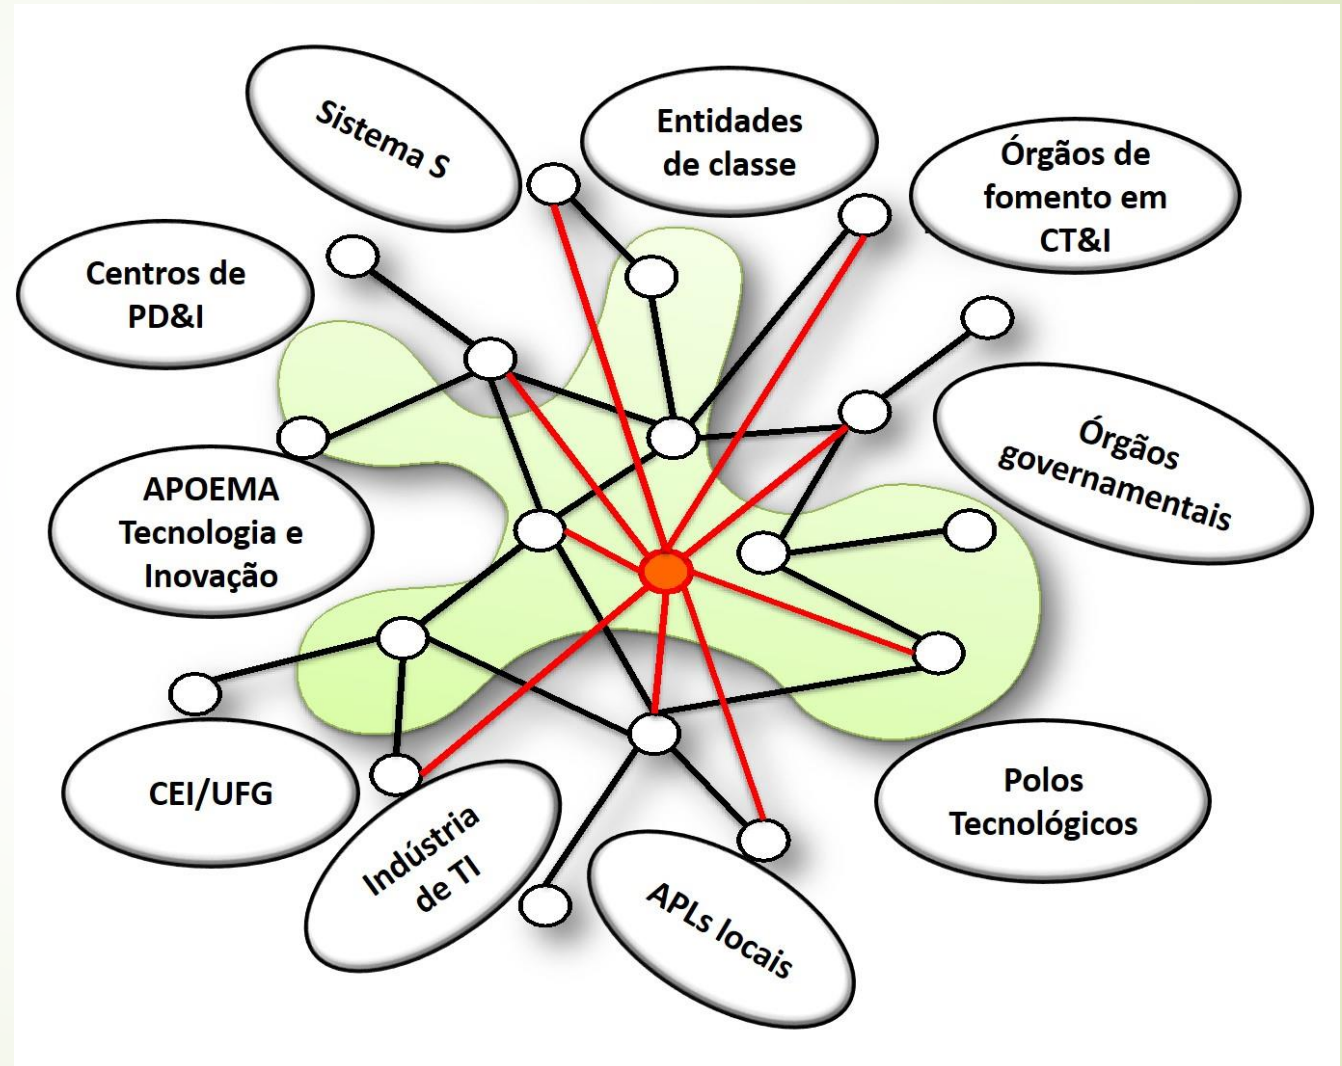 Sistema S
Entidades
de classe
Órgãos de
fomento em
CT&I
Centros de
PD&I
Órgãos
governamentais
APOEMA
Tecnologia e
Inovação
CEI/UFG
Indústria
de TI
APLs locais
Polos
Tecnológicos